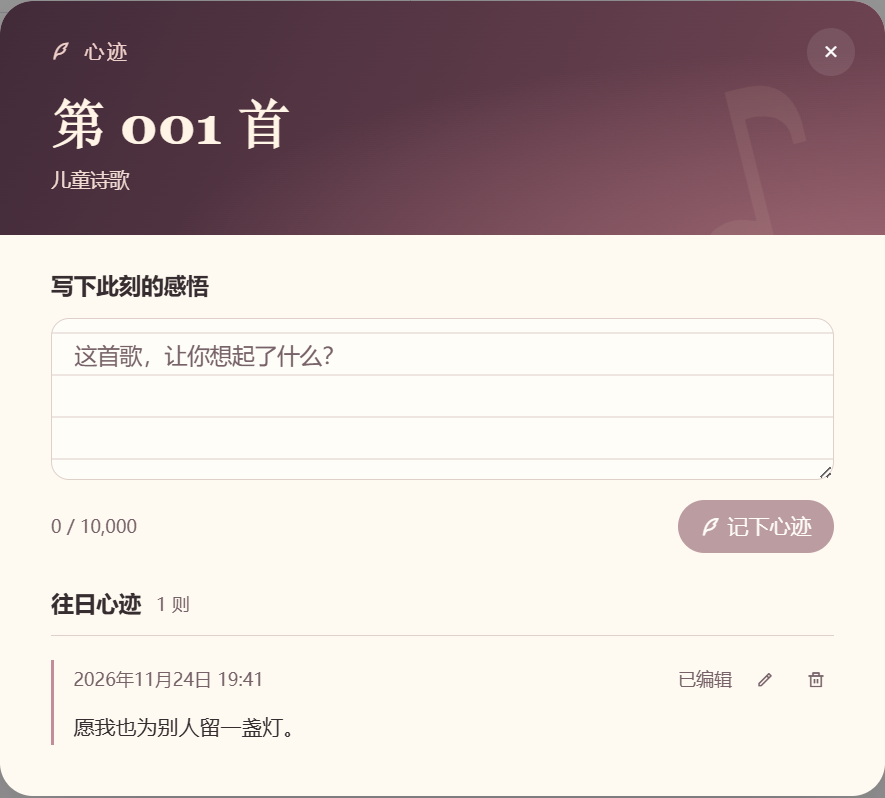 心迹
第 001 首
儿童诗歌
写下此刻的感悟
这首歌，让你想起了什么？
0 / 10,000
记下心迹
往日心迹 1 则
2026年11月24日 19:41 已编辑
愿我也为别人留一盏灯。